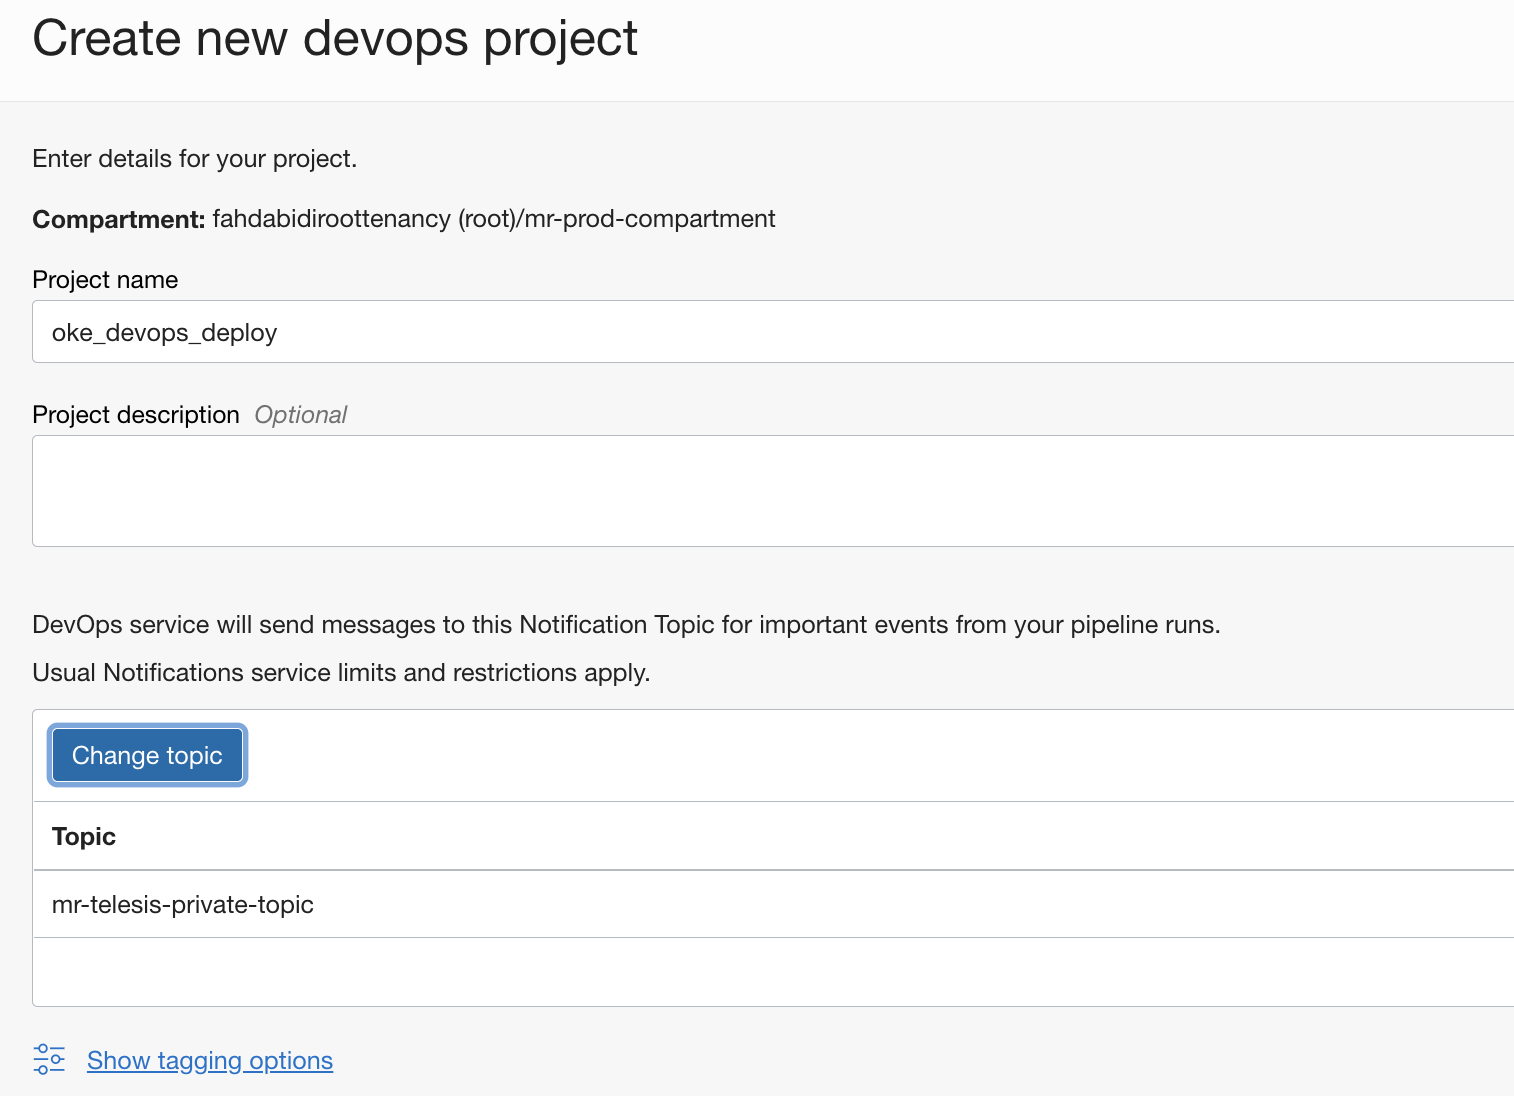 Create new devops project
Enter details for your project.
Compartment: fahdabidiroottenancy (root)/mr-prod-compartment
Project name
oke_devops_deploy
Project description Optional
DevOps service will send messages to this Notification Topic for important events from your pipeline runs.
Usual Notifications service limits and restrictions apply.
Change topic
Topic
mr-telesis-private-topic
Show tagging options